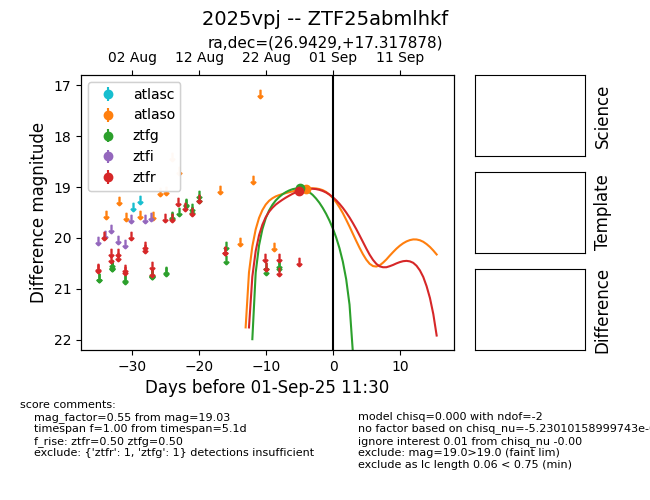 2025vpj -- ZTF25abmlhkf
ra,dec=(26.9429,+17.317878)
02 Aug 12 Aug 22 Aug 01 Sep 11 Sep
17
18
19
20
21
22
Difference magnitude
atlasc
atlaso
ztfg
ztfi
ztfr
−30 −20 −10 0 10
Days before 01-Sep-25 11:30
Science
Template
Difference
score comments:
mag_factor=0.55 from mag=19.03
timespan f=1.00 from timespan=5.1d
f_rise: ztfr=0.50 ztfg=0.50
exclude: {'ztfr': 1, 'ztfg': 1} detections insufficient
model chisq=0.000 with ndof=-2
no factor based on chisq_nu=-5.23010158999743e-
ignore interest 0.01 from chisq_nu -0.00
exclude: mag=19.0>19.0 (faint lim)
exclude as lc length 0.06 < 0.75 (min)